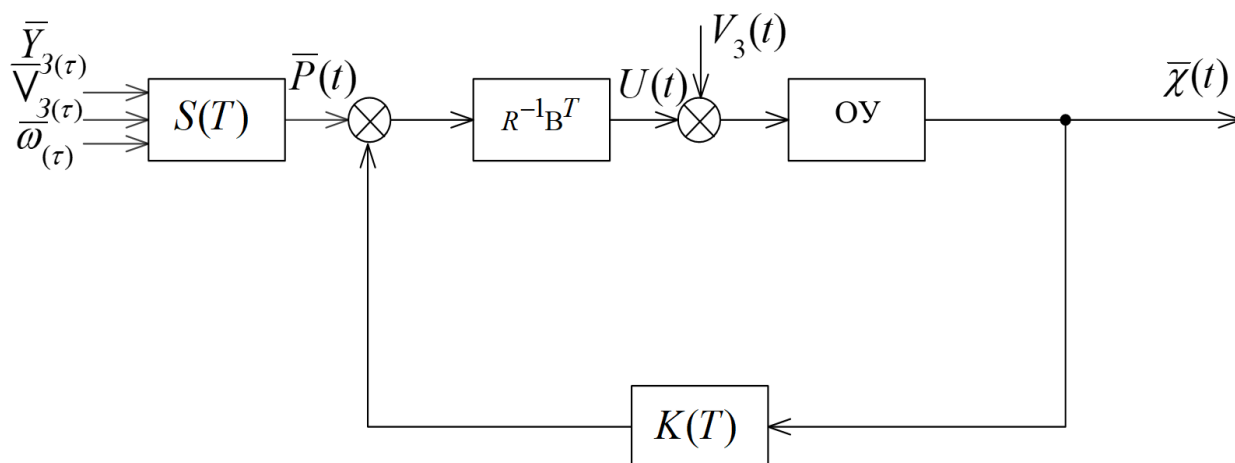 Y̅₃₍τ₎
V̅₃₍τ₎
ω̅₍τ₎
S(T)
P̅(t)
R⁻¹Bᵀ
U(t)
V₃(t)
ОУ
χ̅(t)
K(T)